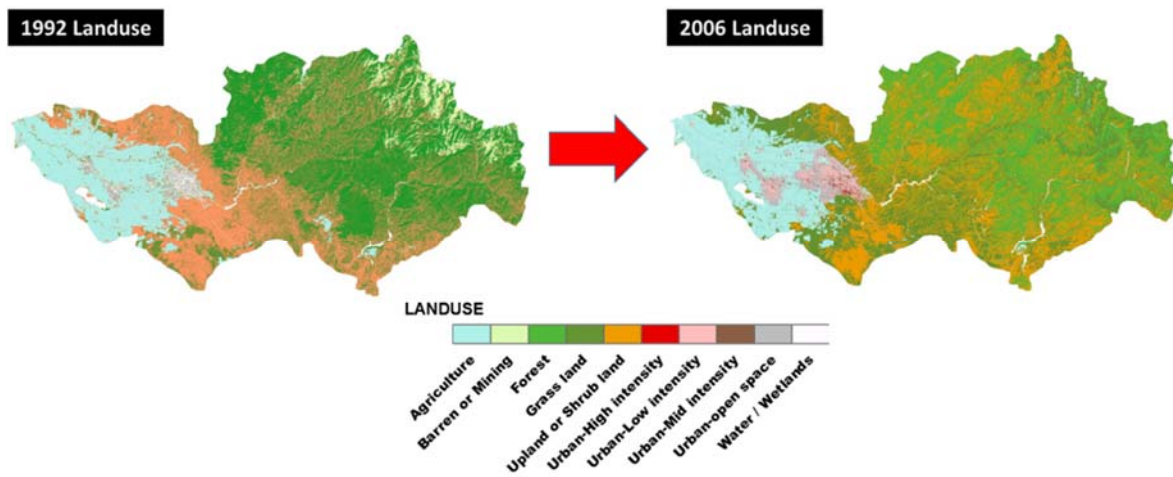 1992 Landuse
2006 Landuse
LANDUSE
Agriculture
Barren or Mining
Forest
Grass land
Upland or Shrub land
Urban-High intensity
Urban-Low intensity
Urban-Mid intensity
Urban-open space
Water / Wetlands